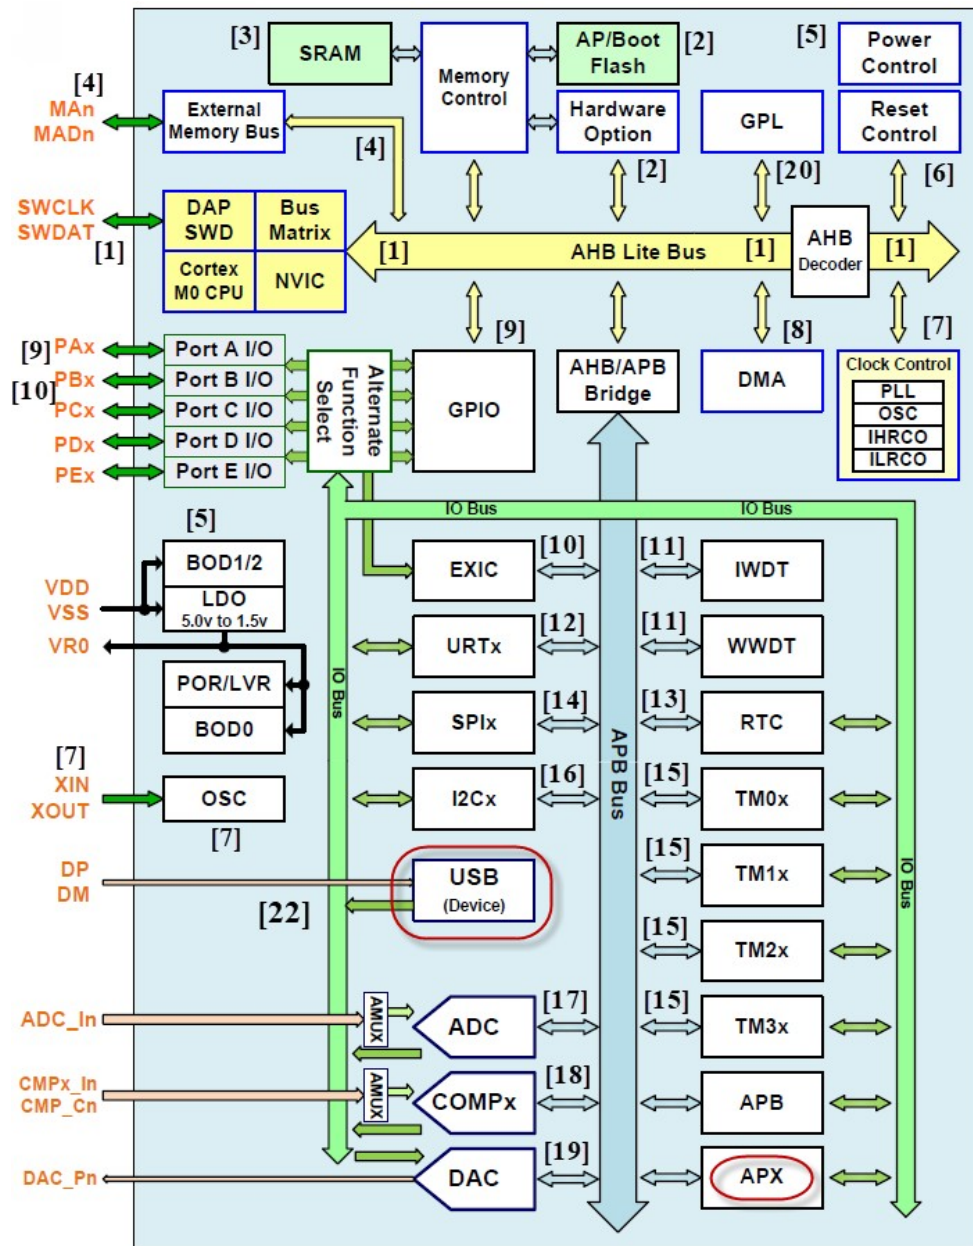 [3]
SRAM
Memory
Control
AP/Boot
Flash
[2]
[5]
Power
Control
[4]
MAn
MADn
External
Memory Bus
[4]
Hardware
Option
[2]
GPL
[20]
Reset
Control
[6]
SWCLK
SWDAT
[1]
DAP
SWD
Bus
Matrix
Cortex
M0 CPU
NVIC
[1]
AHB Lite Bus
[1]
AHB
Decoder
[1]
[9]
[10]
PAx
PBx
PCx
PDx
PEx
Port A I/O
Port B I/O
Port C I/O
Port D I/O
Port E I/O
Alternate
Function
Select
[9]
GPIO
AHB/APB
Bridge
[8]
DMA
[7]
Clock Control
PLL
OSC
IHRCO
ILRCO
IO Bus
IO Bus
[5]
VDD
VSS
VR0
BOD1/2
LDO
5.0v to 1.5v
POR/LVR
BOD0
[7]
XIN
XOUT
OSC
[7]
DP
DM
[22]
IO Bus
EXIC
[10]
[11]
IWDT
URTx
[12]
[11]
WWDT
SPIx
[14]
[13]
RTC
I2Cx
[16]
APB Bus
[15]
TM0x
USB
(Device)
[15]
TM1x
IO Bus
[15]
TM2x
ADC_In
AMUX
ADC
[17]
[15]
TM3x
CMPx_In
CMP_Cn
AMUX
COMPx
[18]
APB
DAC_Pn
DAC
[19]
APX